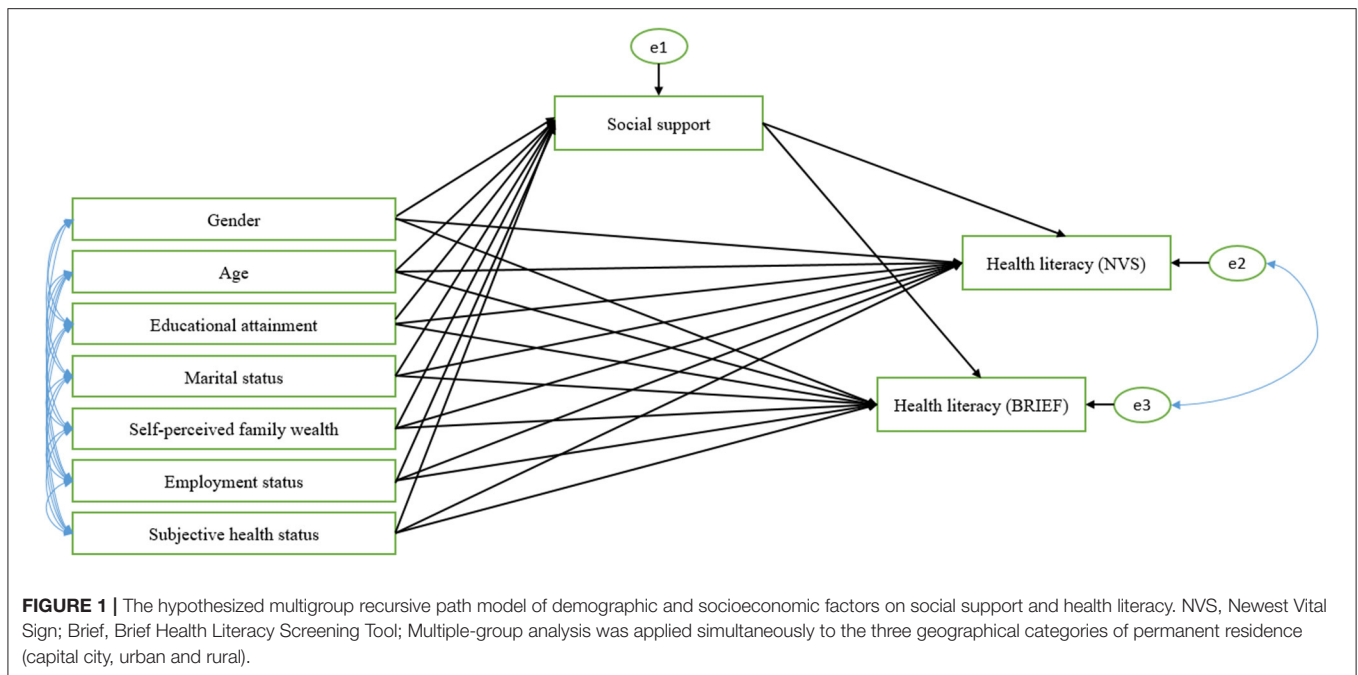 e1
Social support
Gender
Age
Educational attainment
Marital status
Self-perceived family wealth
Employment status
Subjective health status
Health literacy (NVS)
e2
Health literacy (BRIEF)
e3
FIGURE 1 | The hypothesized multigroup recursive path model of demographic and socioeconomic factors on social support and health literacy. NVS, Newest Vital
Sign; Brief, Brief Health Literacy Screening Tool; Multiple-group analysis was applied simultaneously to the three geographical categories of permanent residence
(capital city, urban and rural).